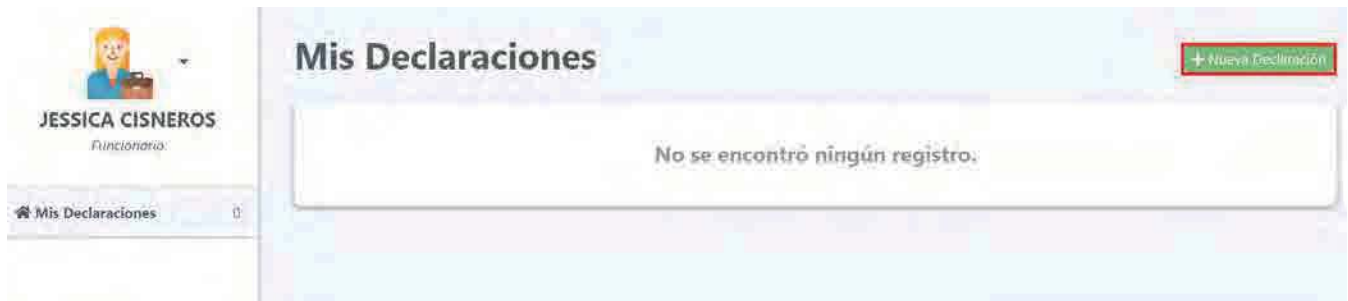 JESSICA CISNEROS
Funcionario
Mis Declaraciones 0
Mis Declaraciones
+ Nueva Declaración
No se encontró ningún registro.